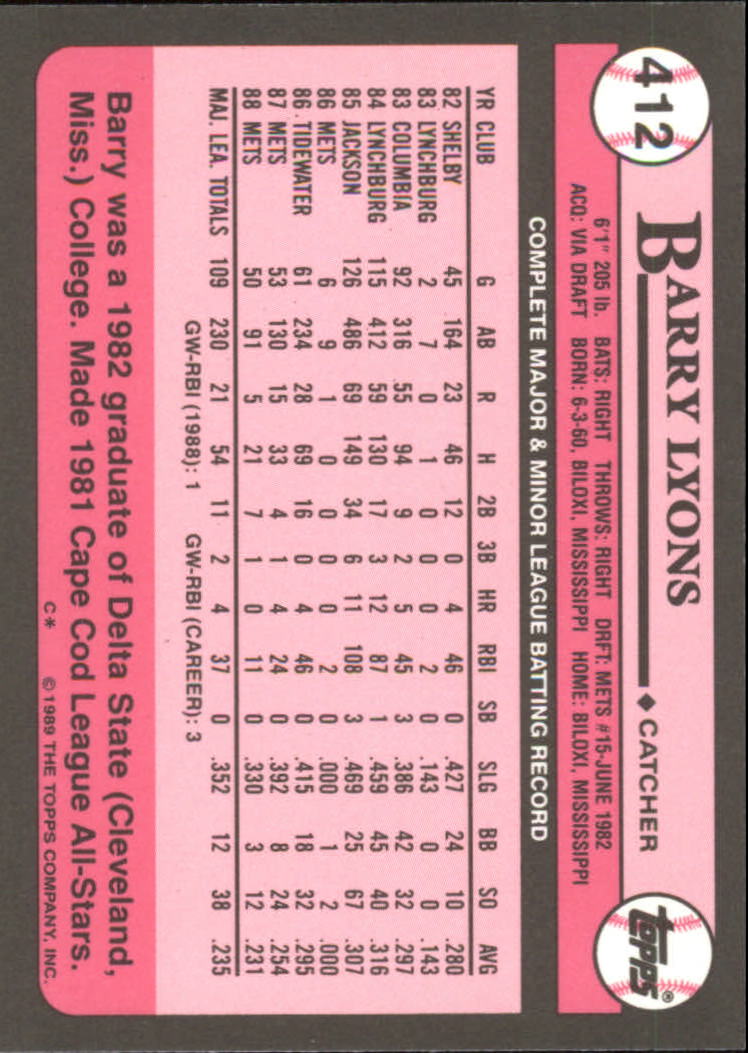 412
BARRY LYONS ◆ CATCHER
topps®
6'1" 205 lb. BATS: RIGHT THROWS: RIGHT DRFT: METS #15-JUNE 1982
ACQ: VIA DRAFT BORN: 6-3-60, BILOXI, MISSISSIPPI HOME: BILOXI, MISSISSIPPI
COMPLETE MAJOR & MINOR LEAGUE BATTING RECORD
YR CLUB G AB R H 2B 3B HR RBI SB SLG BB SO AVG
82 SHELBY 45 164 23 46 12 0 4 46 0 .427 24 10 .280
83 LYNCHBURG 2 7 0 1 0 0 0 2 0 .143 0 0 .143
83 COLUMBIA 92 316 55 94 9 2 5 45 3 .386 42 32 .297
84 LYNCHBURG 115 412 59 130 17 3 12 87 1 .459 45 40 .316
85 JACKSON 126 486 69 149 34 6 11 108 3 .469 25 67 .307
86 METS 6 9 1 0 0 0 0 2 0 .000 1 2 .000
86 TIDEWATER 61 234 28 69 16 0 4 46 0 .415 18 32 .295
87 METS 53 130 15 33 4 1 4 24 0 .392 8 24 .254
88 METS 50 91 5 21 7 1 0 11 0 .330 3 12 .231
MAJ. LEA. TOTALS 109 230 21 54 11 2 4 37 0 .352 12 38 .235
GW-RBI (1988): 1 GW-RBI (CAREER): 3
Barry was a 1982 graduate of Delta State (Cleveland,
Miss.) College. Made 1981 Cape Cod League All-Stars.
C* © 1989 THE TOPPS COMPANY, INC.